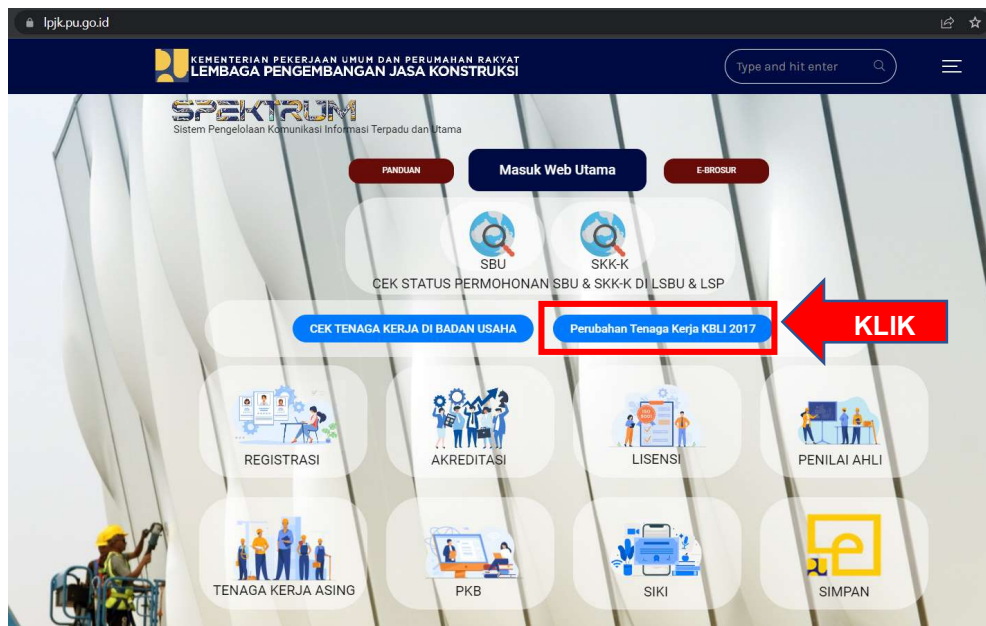 lpjk.pu.go.id
KEMENTERIAN PEKERJAAN UMUM DAN PERUMAHAN RAKYAT
LEMBAGA PENGEMBANGAN JASA KONSTRUKSI
Type and hit enter
SPEKTRUM
Sistem Pengelolaan Komunikasi Informasi Terpadu dan Utama
PANDUAN
Masuk Web Utama
E-BROSUR
SBU
SKK-K
CEK STATUS PERMOHONAN SBU & SKK-K DI LSBU & LSP
CEK TENAGA KERJA DI BADAN USAHA
Perubahan Tenaga Kerja KBLI 2017
KLIK
REGISTRASI
AKREDITASI
ISO
9001
LISENSI
PENILAI AHLI
TENAGA KERJA ASING
PKB
SIKI
SIMPAN